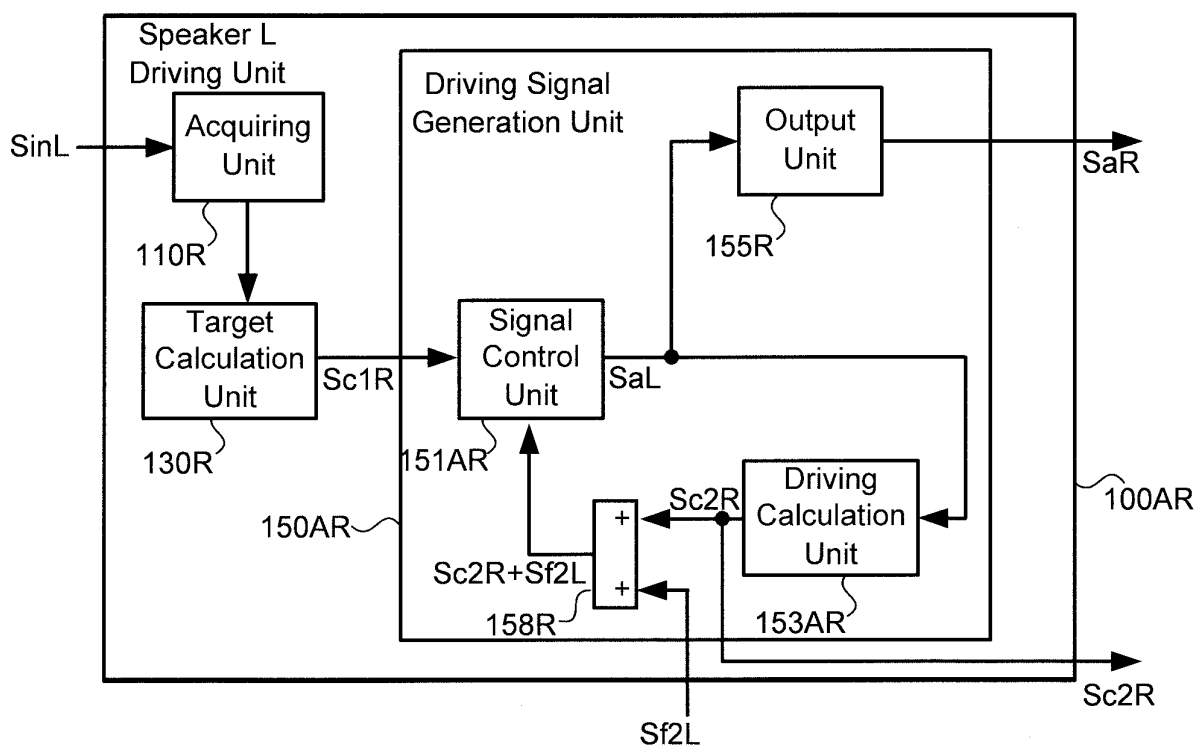 Speaker L
Driving Unit
Driving Signal
Generation Unit
Acquiring
Unit
Output
Unit
SinL
SaR
110R
155R
Target
Calculation
Unit
Signal
Control
Unit
Sc1R
SaL
130R
151AR
Driving
Calculation
Unit
Sc2R
100AR
150AR
+
+
Sc2R+Sf2L
158R
153AR
Sc2R
Sf2L